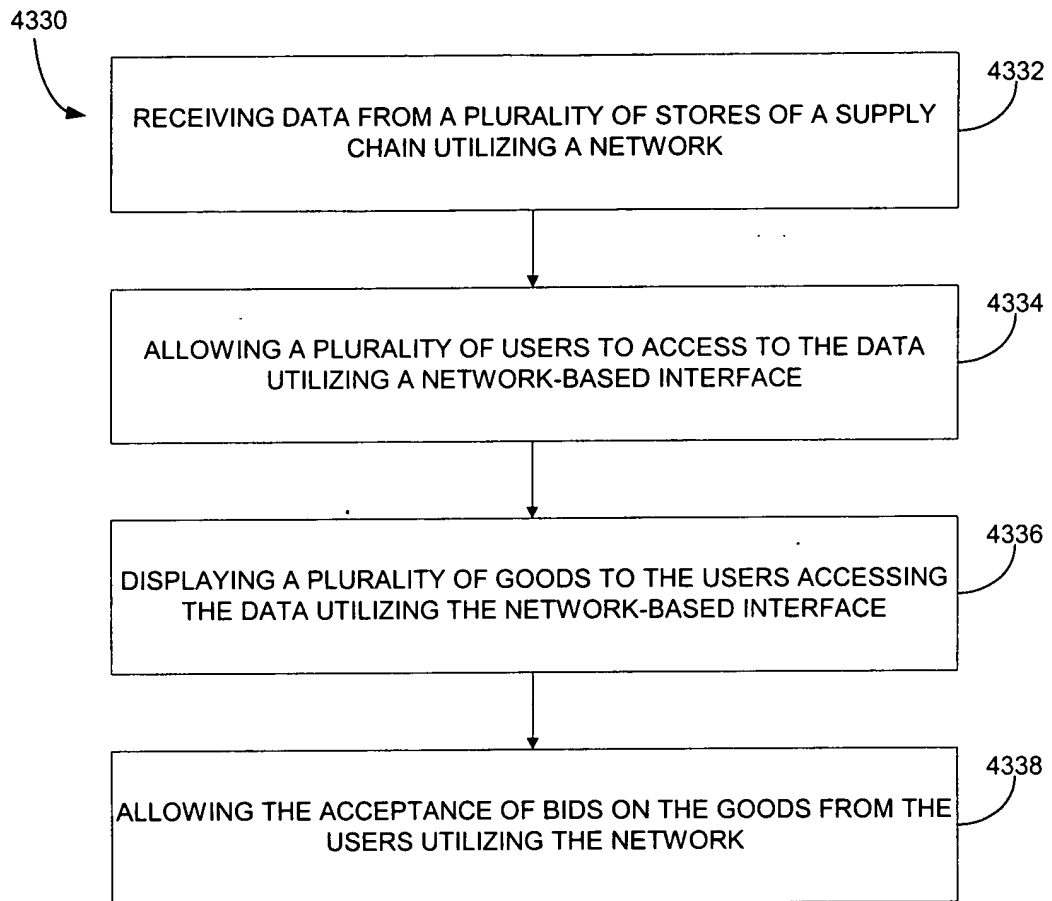 4330
4332
RECEIVING DATA FROM A PLURALITY OF STORES OF A SUPPLY
CHAIN UTILIZING A NETWORK
4334
ALLOWING A PLURALITY OF USERS TO ACCESS TO THE DATA
UTILIZING A NETWORK-BASED INTERFACE
4336
DISPLAYING A PLURALITY OF GOODS TO THE USERS ACCESSING
THE DATA UTILIZING THE NETWORK-BASED INTERFACE
4338
ALLOWING THE ACCEPTANCE OF BIDS ON THE GOODS FROM THE
USERS UTILIZING THE NETWORK